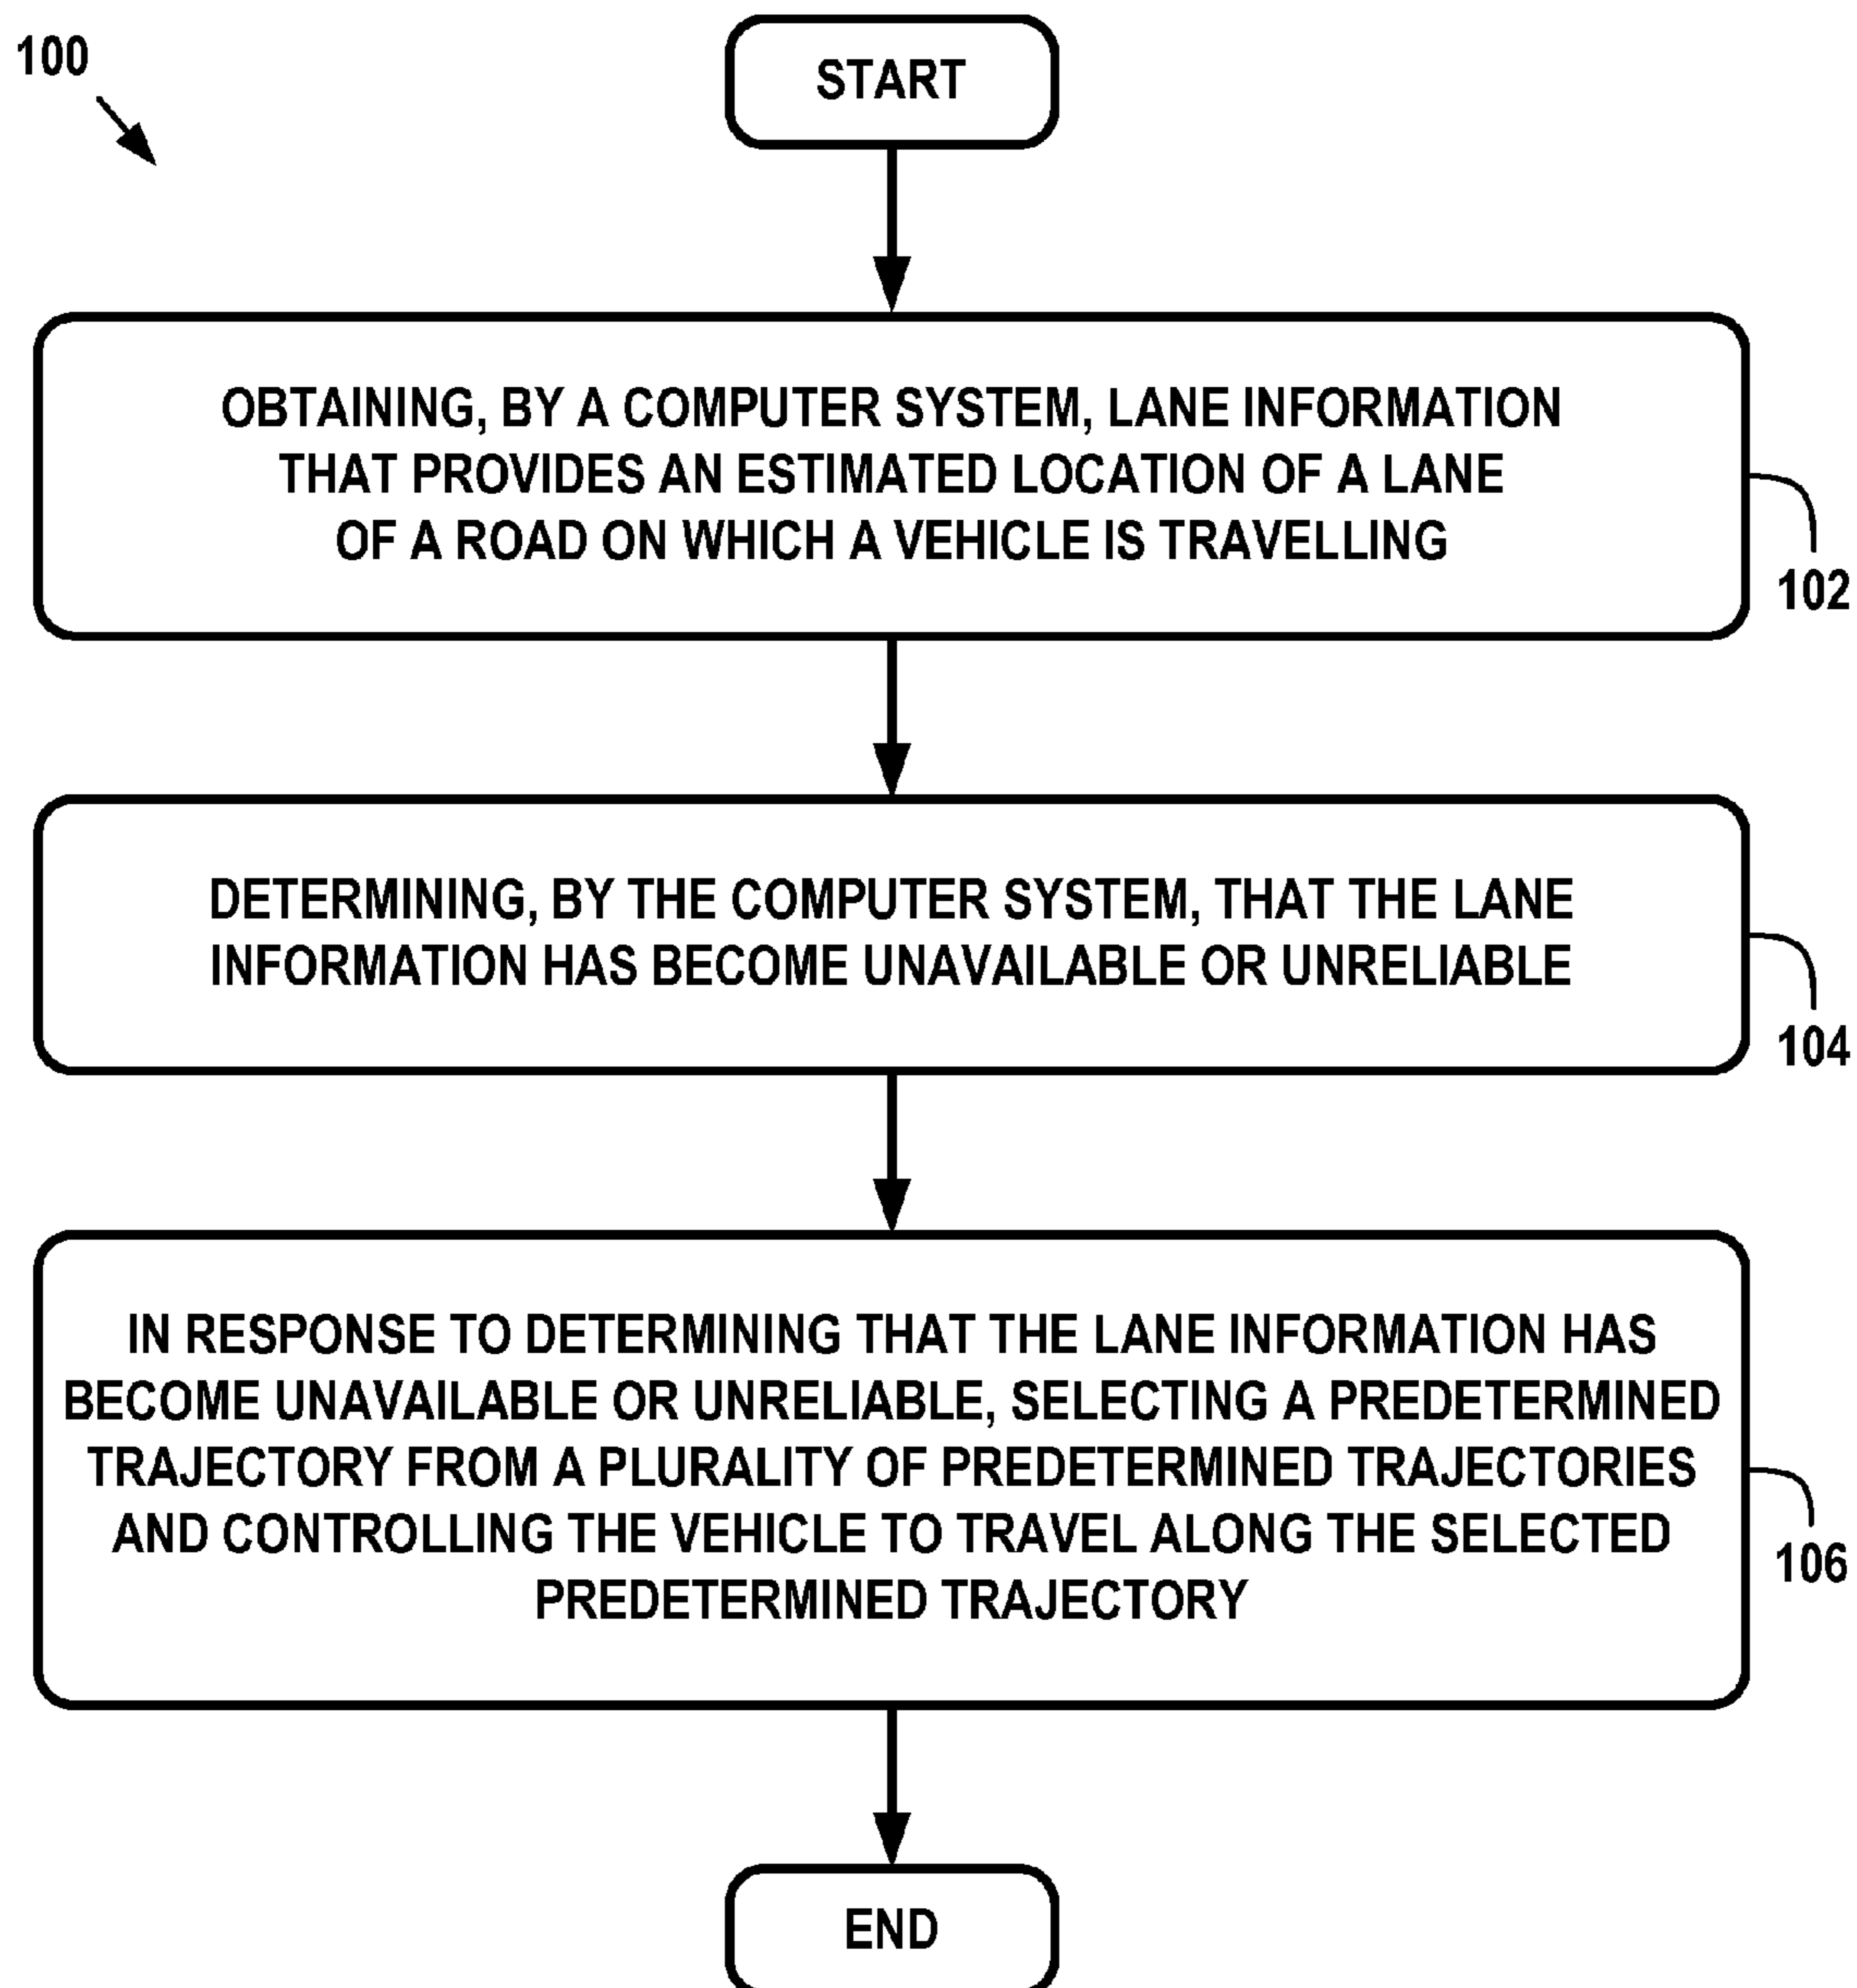 100
START
OBTAINING, BY A COMPUTER SYSTEM, LANE INFORMATION
THAT PROVIDES AN ESTIMATED LOCATION OF A LANE
OF A ROAD ON WHICH A VEHICLE IS TRAVELLING
102
DETERMINING, BY THE COMPUTER SYSTEM, THAT THE LANE
INFORMATION HAS BECOME UNAVAILABLE OR UNRELIABLE
104
IN RESPONSE TO DETERMINING THAT THE LANE INFORMATION HAS
BECOME UNAVAILABLE OR UNRELIABLE, SELECTING A PREDETERMINED
TRAJECTORY FROM A PLURALITY OF PREDETERMINED TRAJECTORIES
AND CONTROLLING THE VEHICLE TO TRAVEL ALONG THE SELECTED
PREDETERMINED TRAJECTORY
106
END